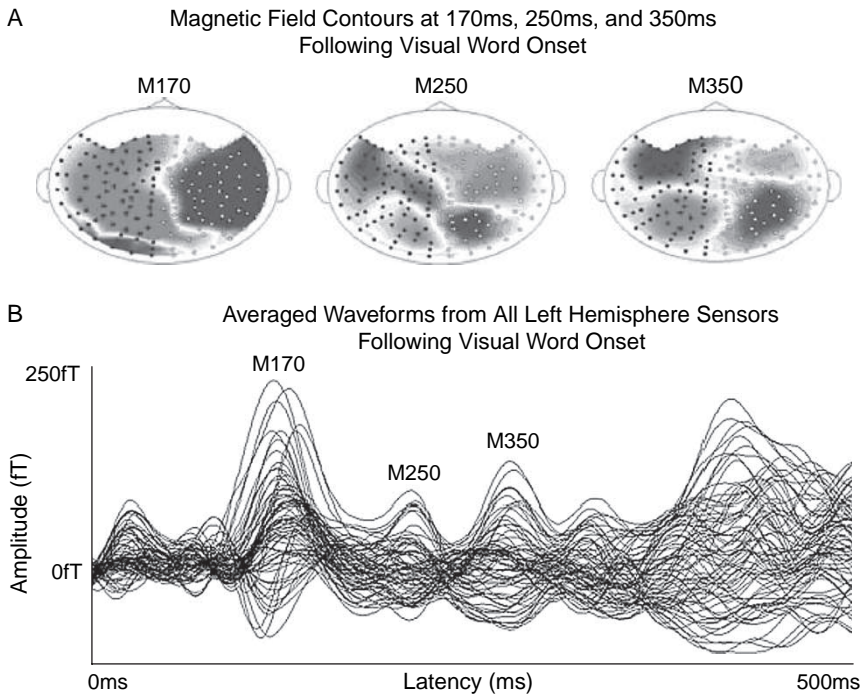 A
Magnetic Field Contours at 170ms, 250ms, and 350ms
Following Visual Word Onset
M170
M250
M350
B
Averaged Waveforms from All Left Hemisphere Sensors
Following Visual Word Onset
250fT
M170
M250
M350
Amplitude (fT)
0fT
0ms
Latency (ms)
500ms